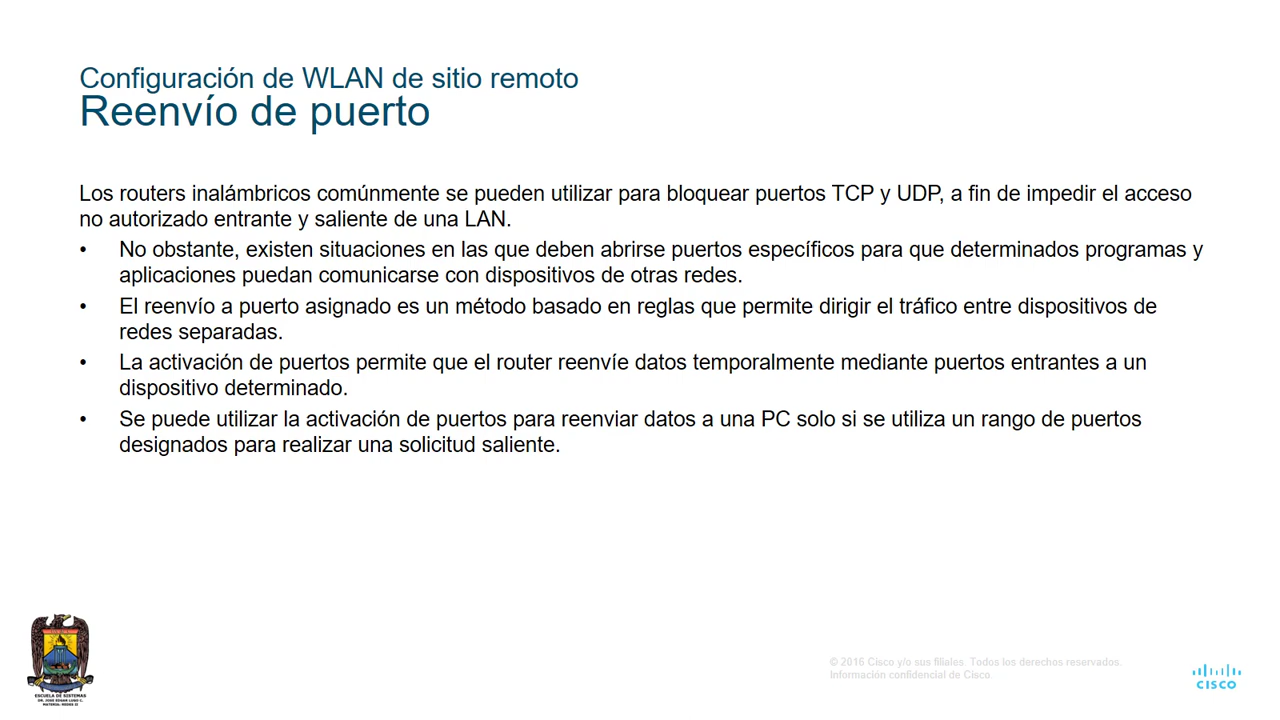 Configuración de WLAN de sitio remoto
Reenvío de puerto
Los routers inalámbricos comúnmente se pueden utilizar para bloquear puertos TCP y UDP, a fin de impedir el acceso
no autorizado entrante y saliente de una LAN.
• No obstante, existen situaciones en las que deben abrirse puertos específicos para que determinados programas y
aplicaciones puedan comunicarse con dispositivos de otras redes.
• El reenvío a puerto asignado es un método basado en reglas que permite dirigir el tráfico entre dispositivos de
redes separadas.
• La activación de puertos permite que el router reenvíe datos temporalmente mediante puertos entrantes a un
dispositivo determinado.
• Se puede utilizar la activación de puertos para reenviar datos a una PC solo si se utiliza un rango de puertos
designados para realizar una solicitud saliente.
ESCUELA DE SISTEMAS
DR. JOSE EDGAR LUGO C.
MATERIA: REDES II
© 2016 Cisco y/o sus filiales. Todos los derechos reservados.
Información confidencial de Cisco
CISCO